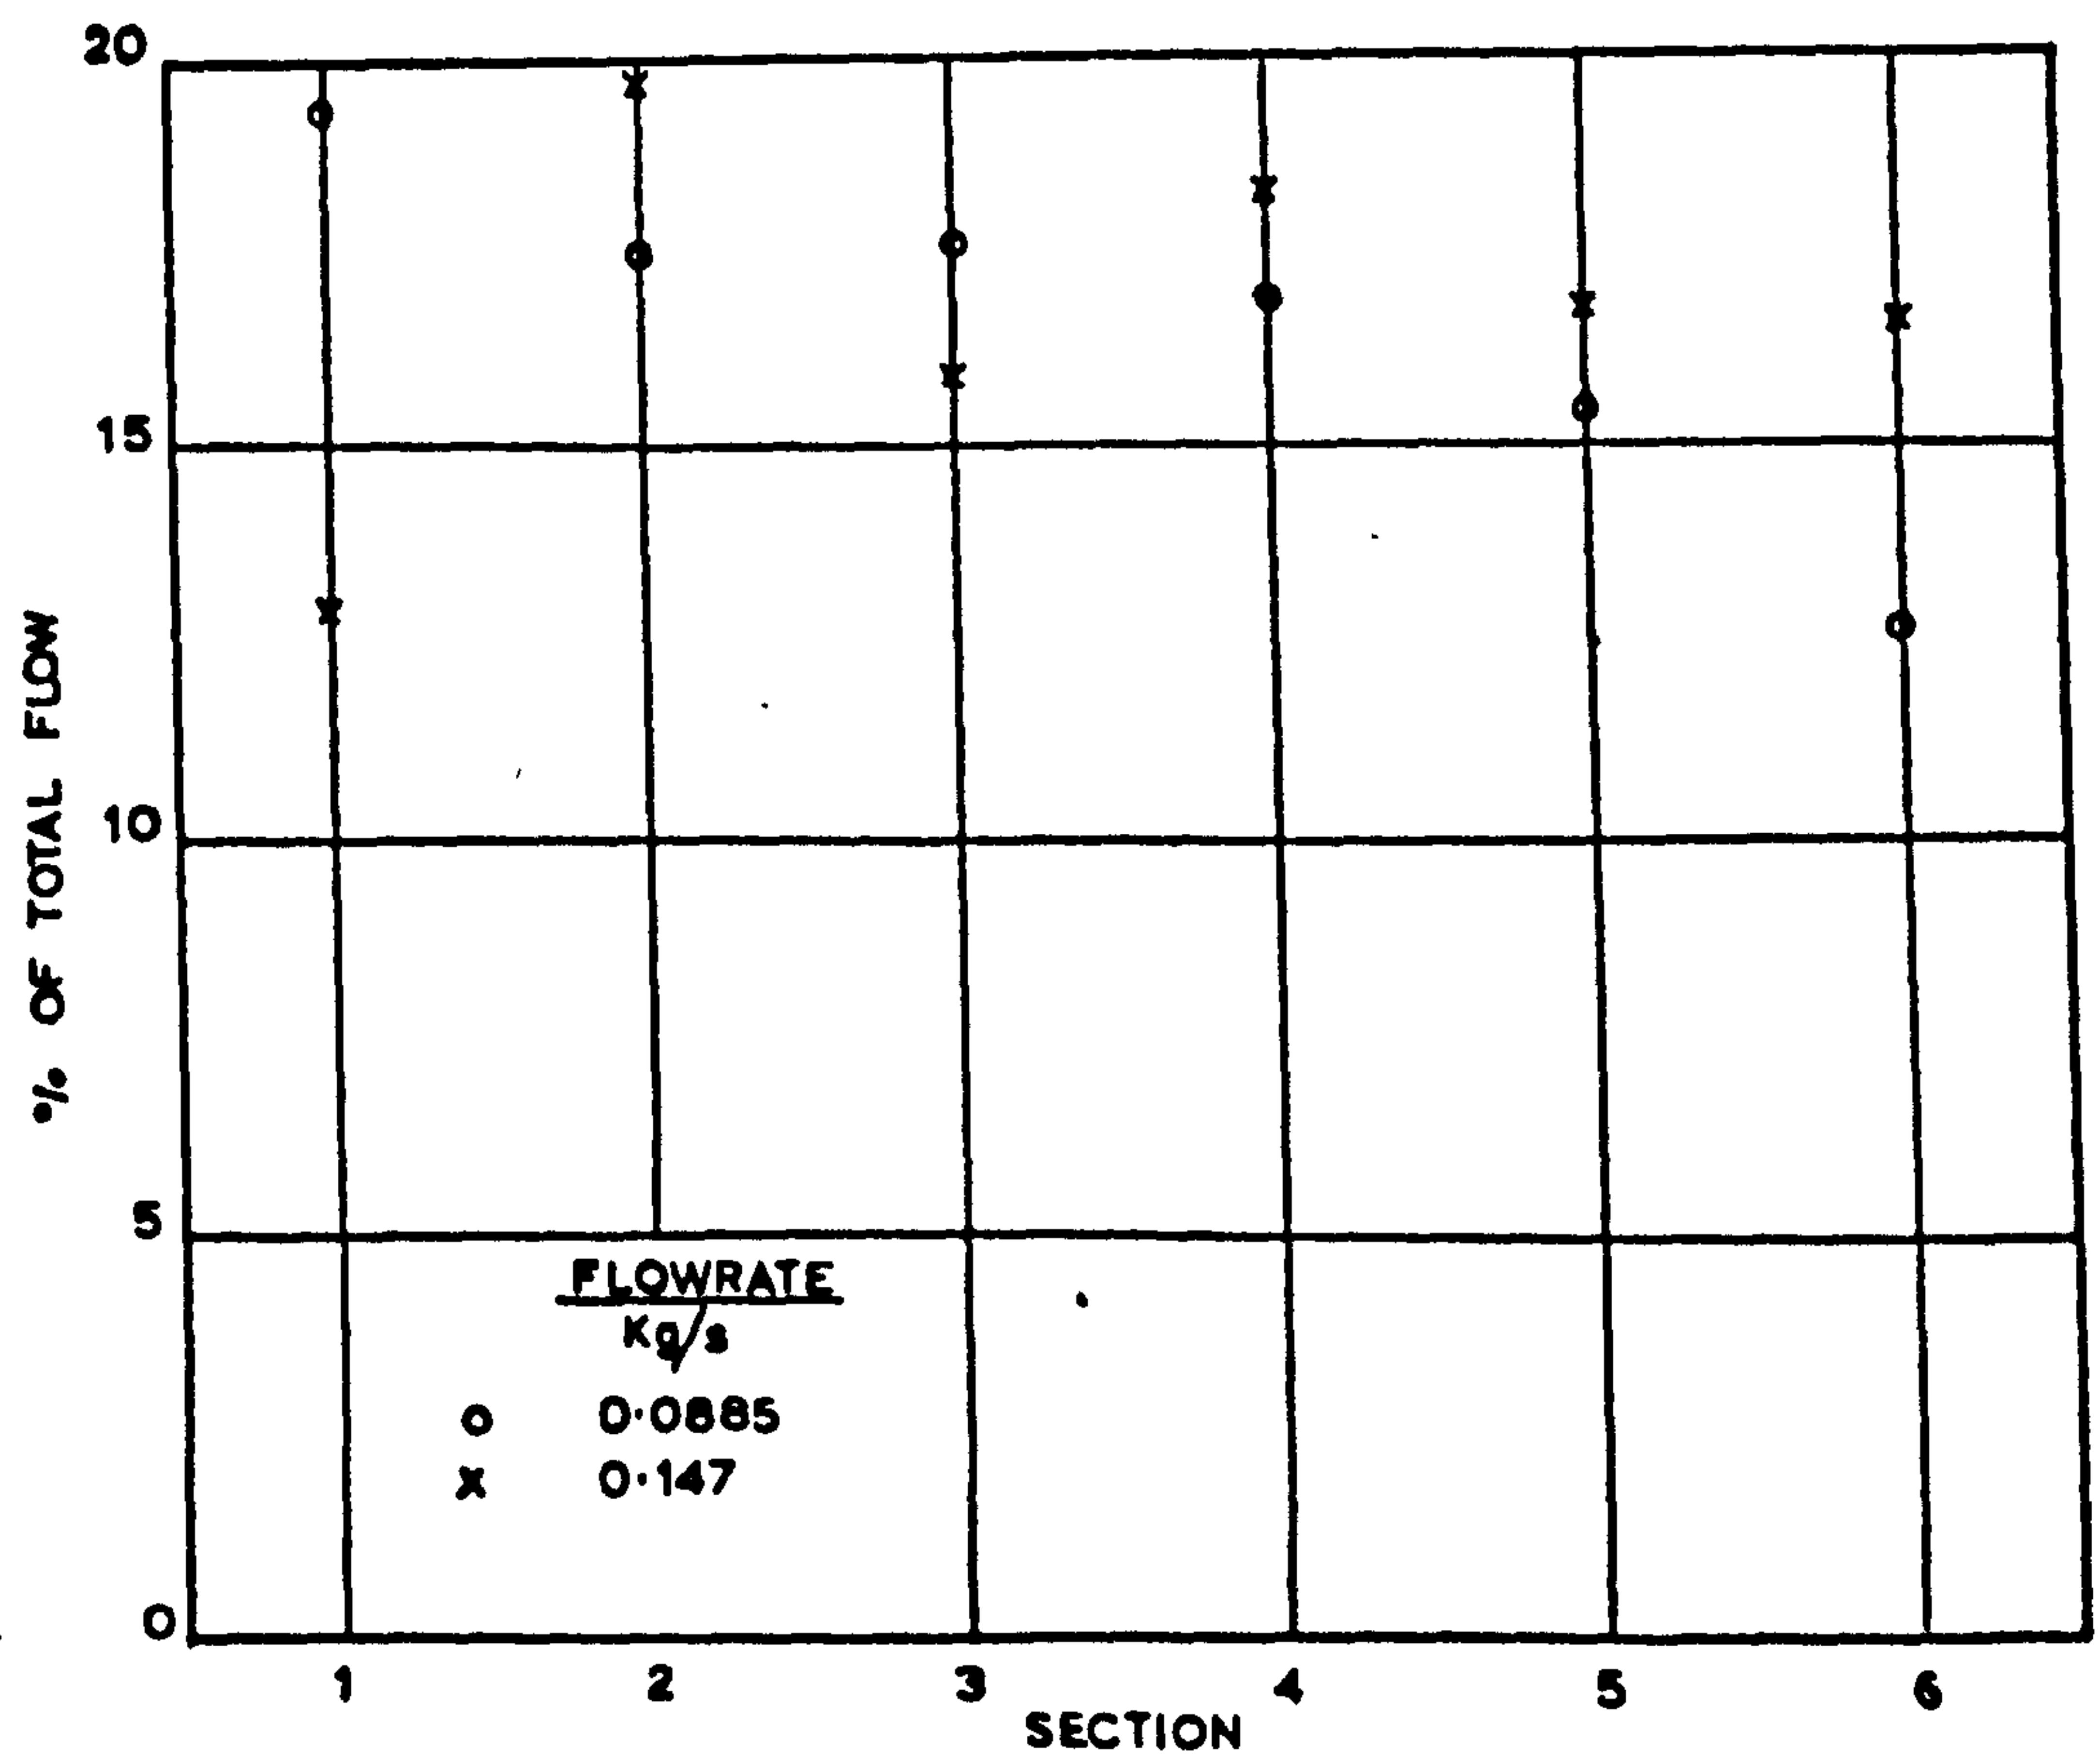 20
15
10
5
0
% OF TOTAL FLOW
FLOWRATE
Kg/s
o 0·0885
x 0·147
1 2 3 4 5 6
SECTION